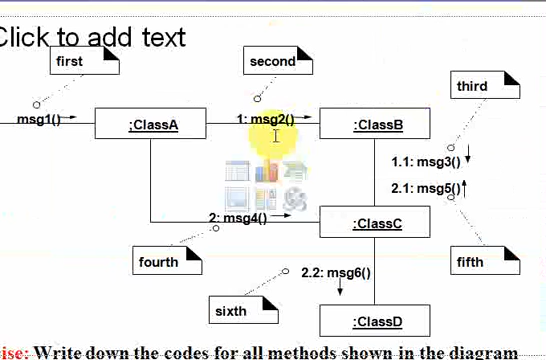 Click to add text
first
second
third
msg1()
:ClassA
1: msg2()
:ClassB
1.1: msg3()
2.1: msg5()
2: msg4()
:ClassC
fourth
fifth
2.2: msg6()
sixth
:ClassD
ise: Write down the codes for all methods shown in the diagram